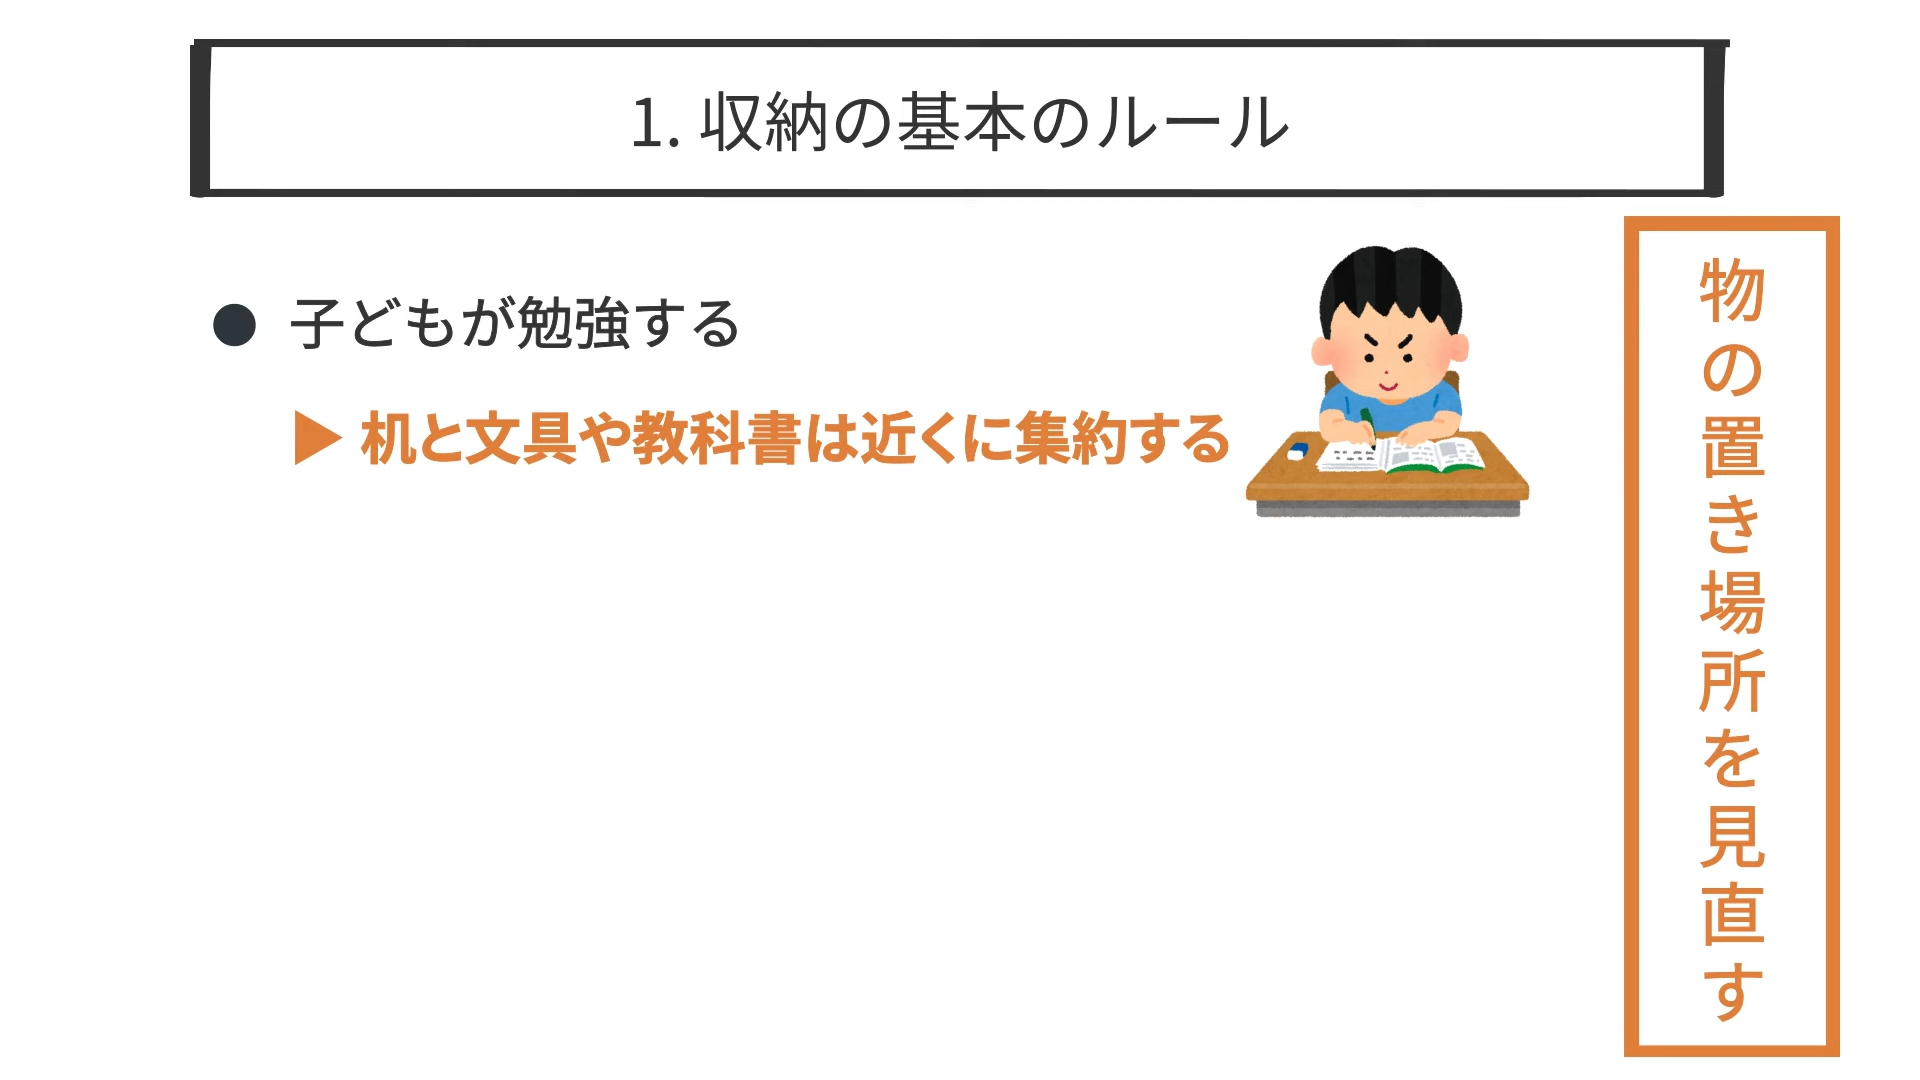 1. 収納の基本のルール
● 子どもが勉強する
▶ 机と文具や教科書は近くに集約する
物の置き場所を見直す